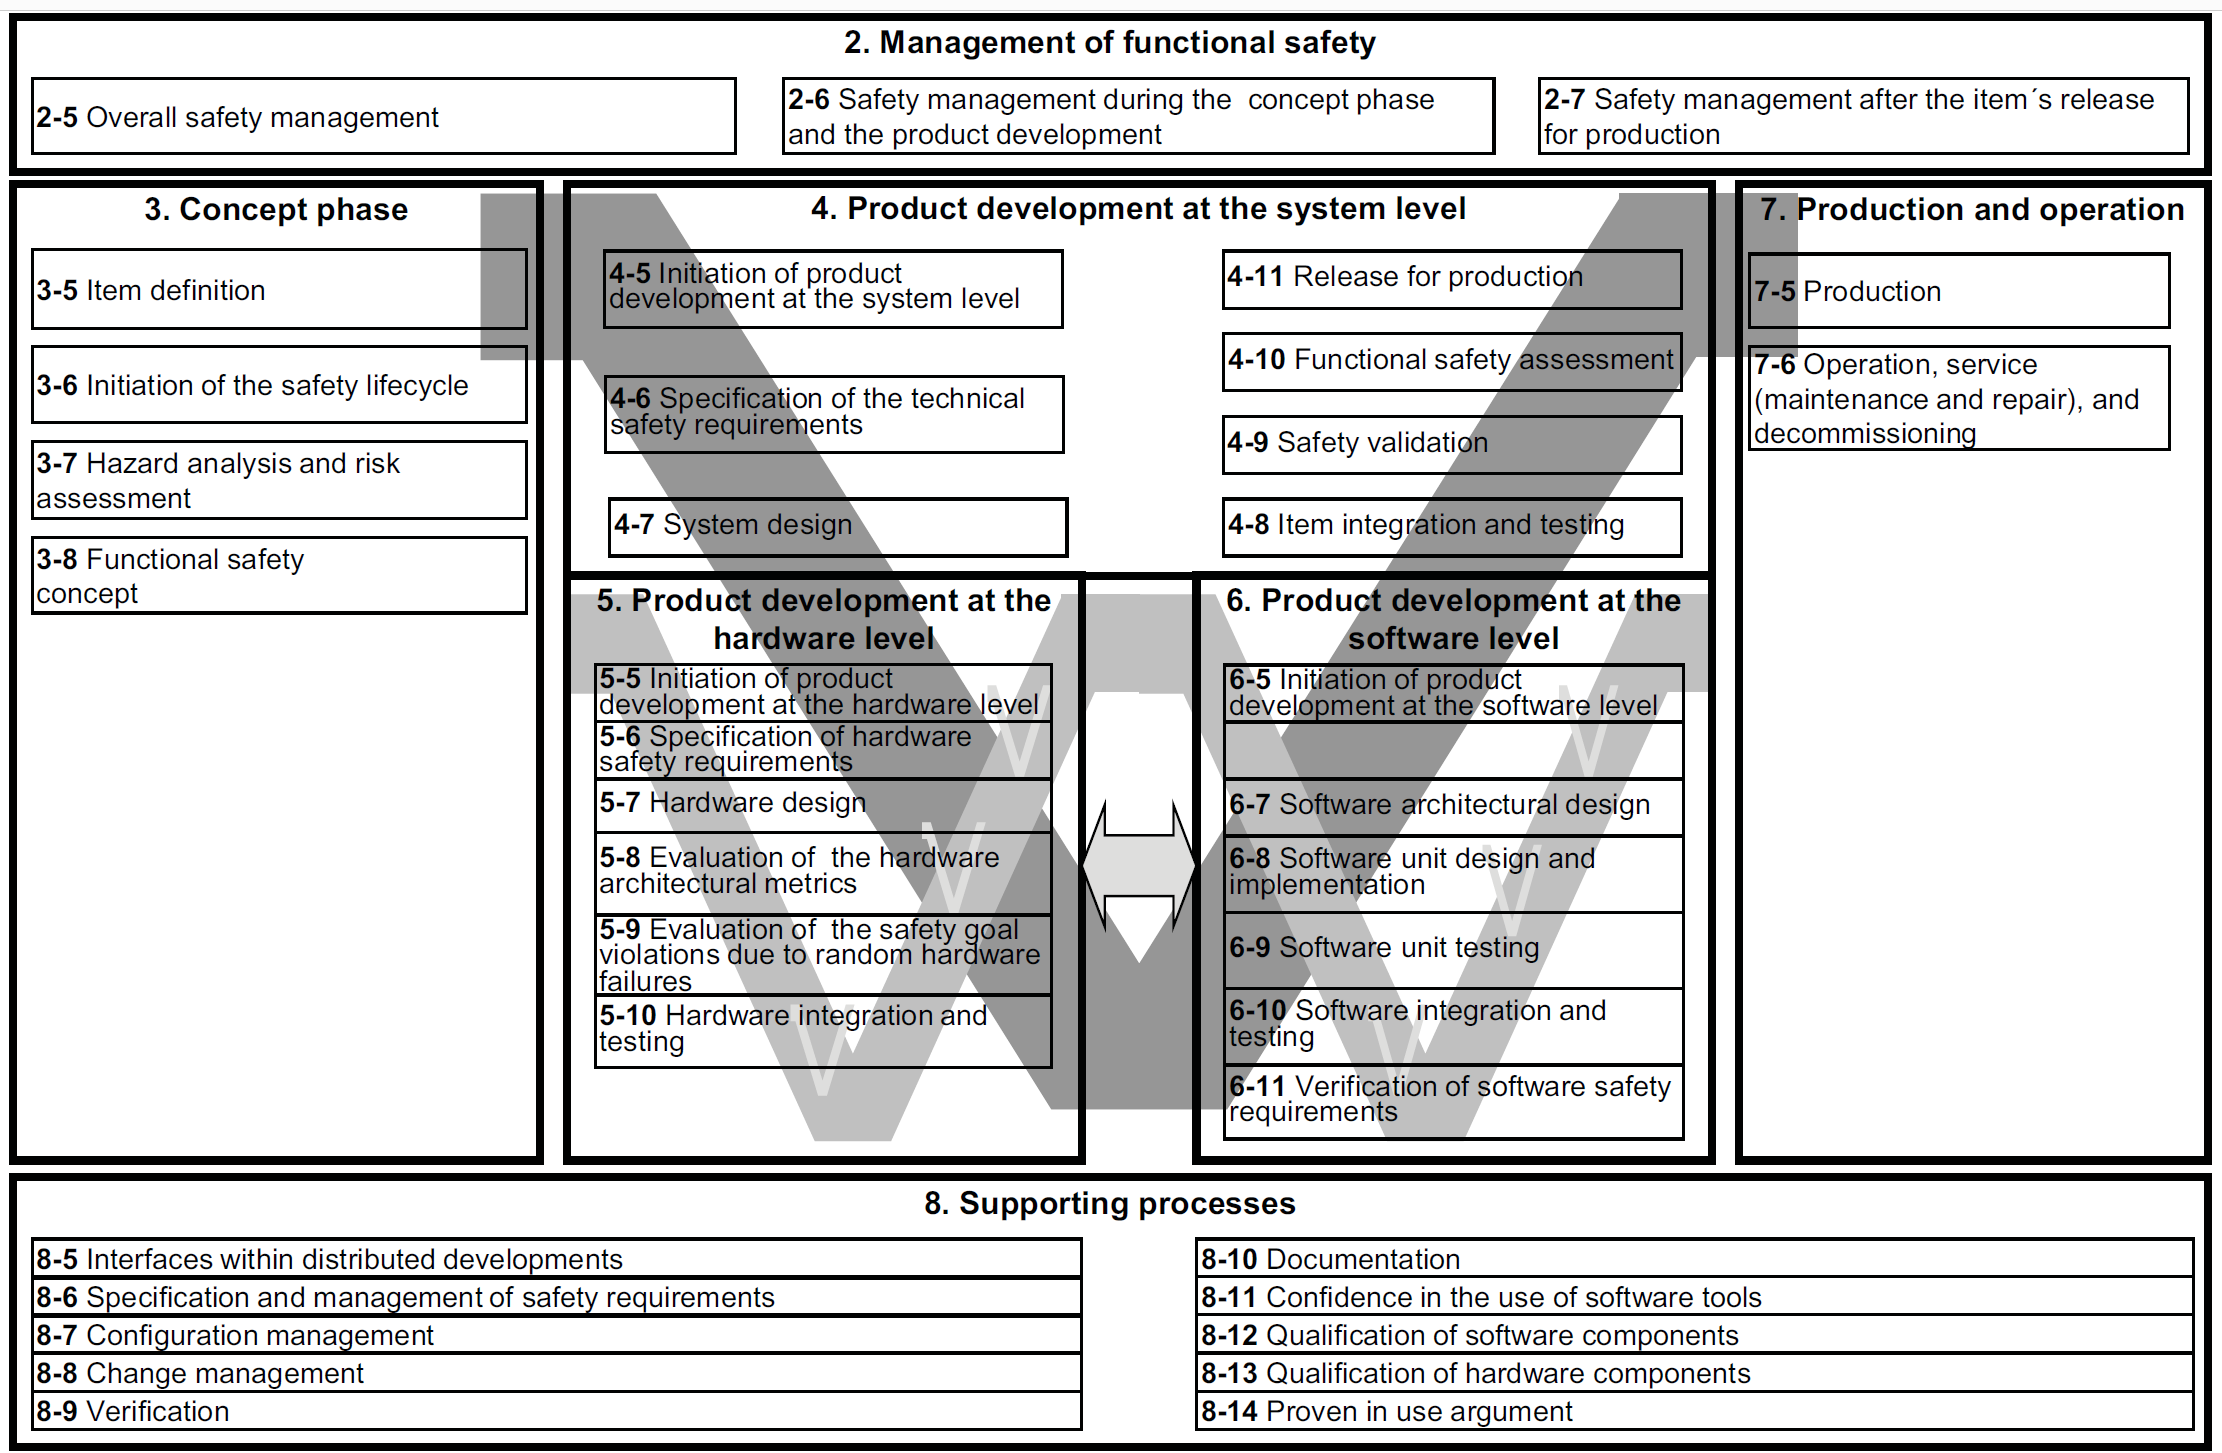 2. Management of functional safety
2-5 Overall safety management
2-6 Safety management during the concept phase
and the product development
2-7 Safety management after the item´s release
for production
3. Concept phase
3-5 Item definition
3-6 Initiation of the safety lifecycle
3-7 Hazard analysis and risk
assessment
3-8 Functional safety
concept
4. Product development at the system level
4-5 Initiation of product
development at the system level
4-6 Specification of the technical
safety requirements
4-7 System design
4-11 Release for production
4-10 Functional safety assessment
4-9 Safety validation
4-8 Item integration and testing
5. Product development at the
hardware level
5-5 Initiation of product
development at the hardware level
5-6 Specification of hardware
safety requirements
5-7 Hardware design
5-8 Evaluation of the hardware
architectural metrics
5-9 Evaluation of the safety goal
violations due to random hardware
failures
5-10 Hardware integration and
testing
6. Product development at the
software level
6-5 Initiation of product
development at the software level
6-7 Software architectural design
6-8 Software unit design and
implementation
6-9 Software unit testing
6-10 Software integration and
testing
6-11 Verification of software safety
requirements
7. Production and operation
7-5 Production
7-6 Operation, service
(maintenance and repair), and
decommissioning
8. Supporting processes
8-5 Interfaces within distributed developments
8-6 Specification and management of safety requirements
8-7 Configuration management
8-8 Change management
8-9 Verification
8-10 Documentation
8-11 Confidence in the use of software tools
8-12 Qualification of software components
8-13 Qualification of hardware components
8-14 Proven in use argument